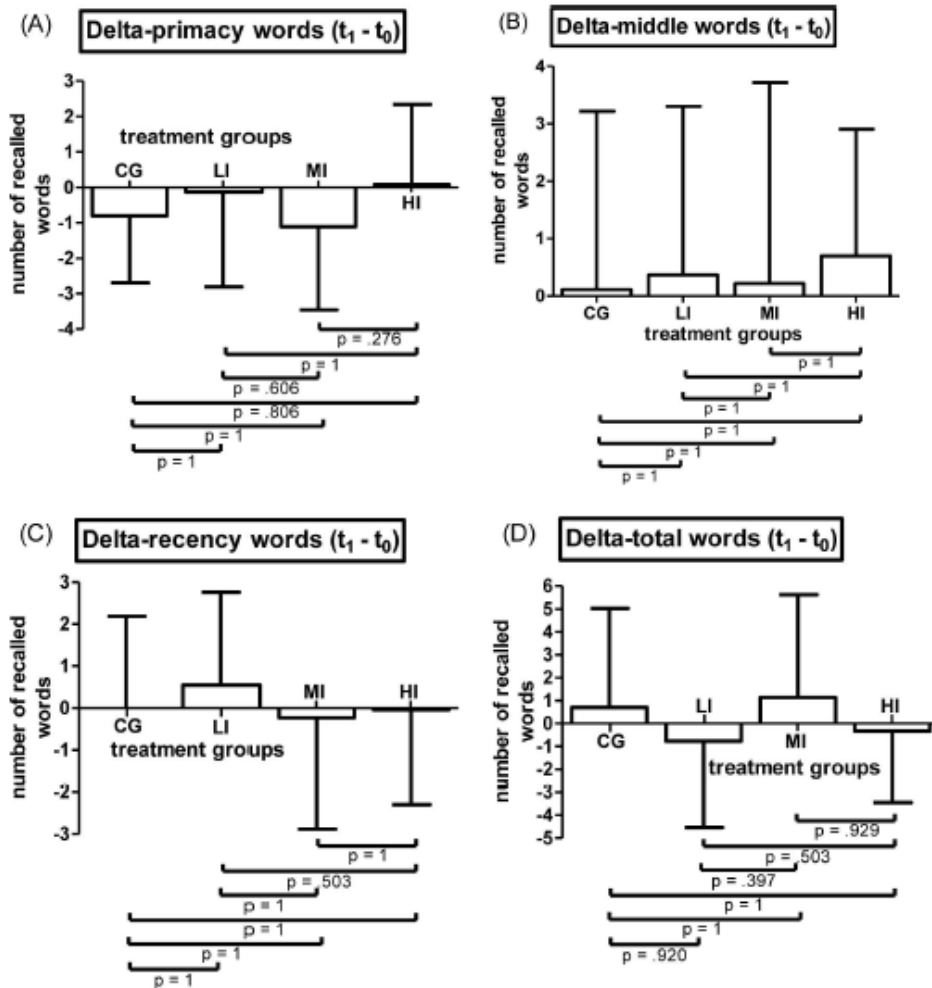 (A)
Delta-primacy words (t₁ - t₀)
number of recalled
words
3
2
1
0
-1
-2
-3
-4
treatment groups
CG
LI
MI
HI
p = .276
p = 1
p = .606
p = .806
p = 1
p = 1
(B)
Delta-middle words (t₁ - t₀)
number of recalled
words
4
3
2
1
0
CG
LI
MI
HI
treatment groups
p = 1
p = 1
p = 1
p = 1
p = 1
p = 1
(C)
Delta-recency words (t₁ - t₀)
number of recalled
words
3
2
1
0
-1
-2
-3
CG
LI
MI
HI
treatment groups
p = 1
p = .503
p = 1
p = 1
p = 1
p = 1
(D)
Delta-total words (t₁ - t₀)
number of recalled
words
6
5
4
3
2
1
0
-1
-2
-3
-4
-5
CG
LI
MI
HI
treatment groups
p = .929
p = .503
p = .397
p = 1
p = 1
p = .920